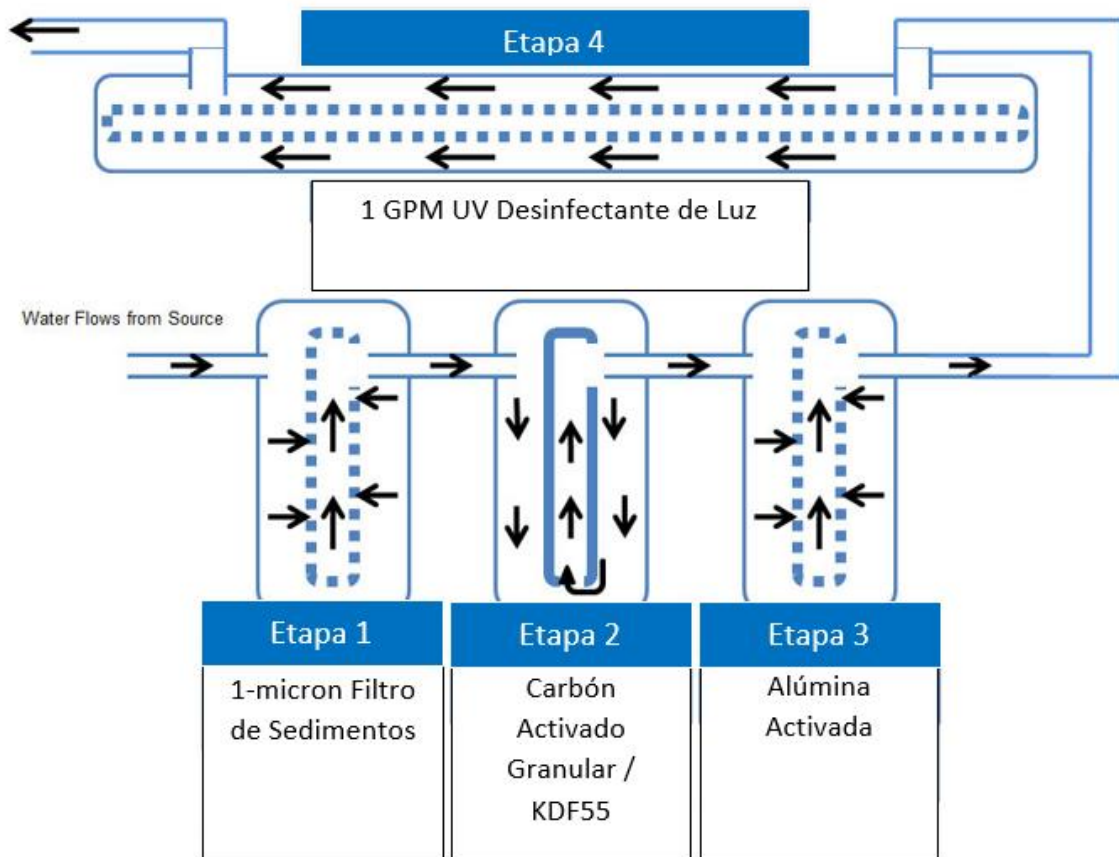 Etapa 4
1 GPM UV Desinfectante de Luz
Water Flows from Source
Etapa 1
1-micron Filtro
de Sedimentos
Etapa 2
Carbón
Activado
Granular /
KDF55
Etapa 3
Alúmina
Activada